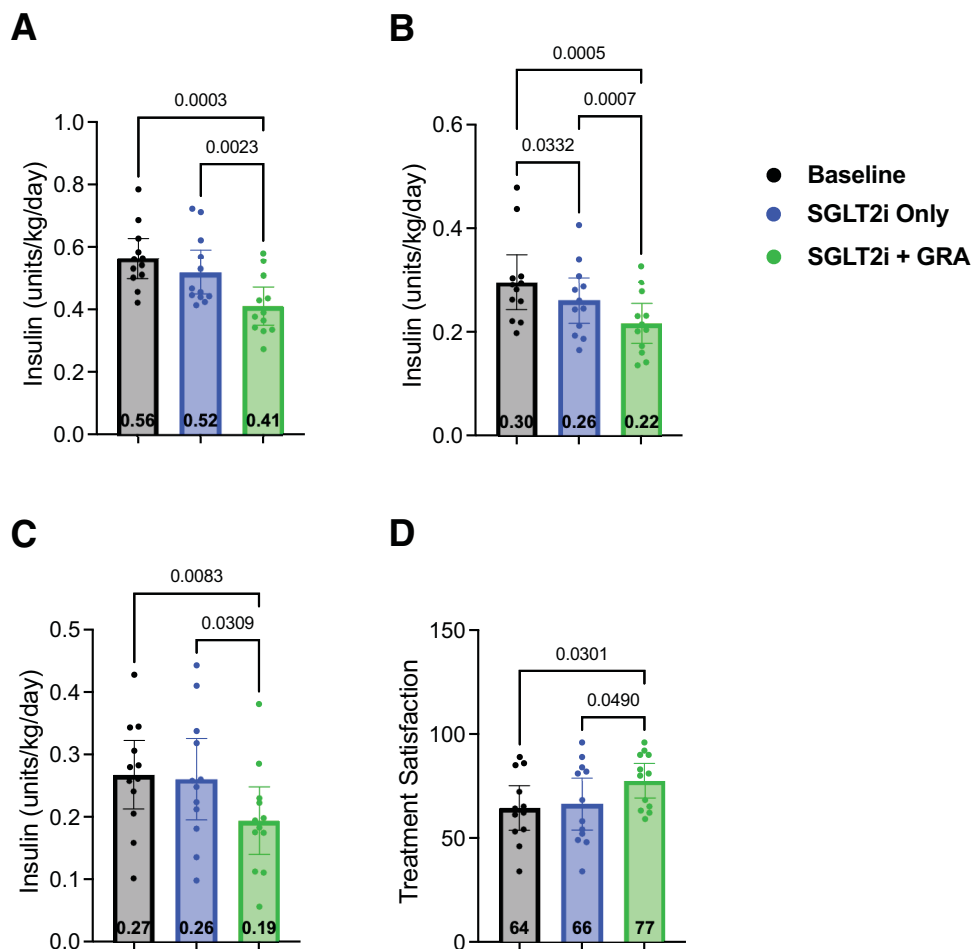 A
Insulin (units/kg/day)
1.0
0.8
0.6
0.4
0.2
0.0
0.0003
0.0023
0.56 0.52 0.41
B
Insulin (units/kg/day)
0.6
0.4
0.2
0.0
0.0005
0.0007
0.0332
0.30 0.26 0.22
Baseline
SGLT2i Only
SGLT2i + GRA
C
Insulin (units/kg/day)
0.5
0.4
0.3
0.2
0.1
0.0
0.0083
0.0309
0.27 0.26 0.19
D
Treatment Satisfaction
150
100
50
0
0.0301
0.0490
64 66 77